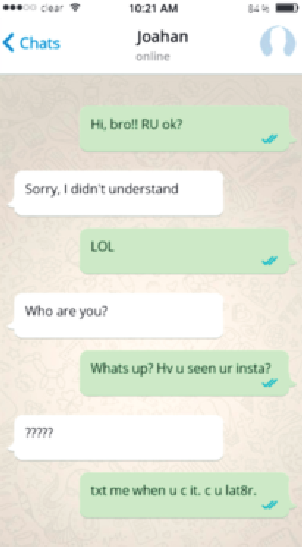 clear 10:21 AM 84%
Chats Joahan
online
Hi, bro!! RU ok?
Sorry, I didn't understand
LOL
Who are you?
Whats up? Hv u seen ur insta?
?????
txt me when u c it. c u lat8r.